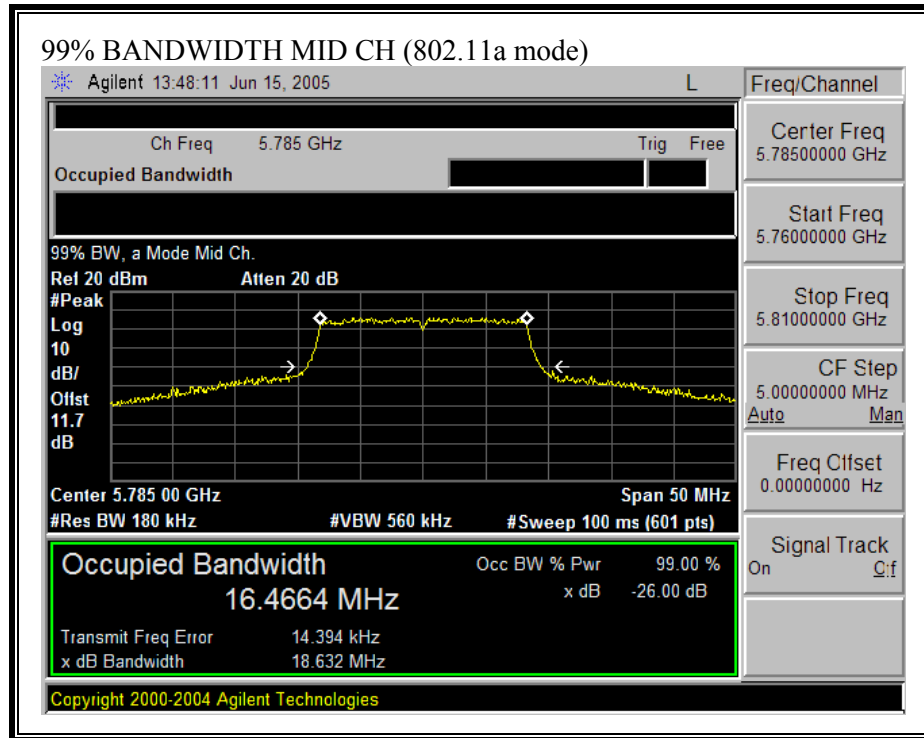 99% BANDWIDTH MID CH (802.11a mode)
Agilent 13:48:11 Jun 15, 2005 L
Freq/Channel
Ch Freq 5.785 GHz Trig Free
Occupied Bandwidth
Center Freq
5.78500000 GHz
Start Freq
5.76000000 GHz
Stop Freq
5.81000000 GHz
CF Step
5.00000000 MHz
Auto Man
Freq Offset
0.00000000 Hz
Signal Track
On Off
99% BW, a Mode Mid Ch.
Ref 20 dBm Atten 20 dB
#Peak
Log
10
dB/
Offst
11.7
dB
Center 5.785 00 GHz Span 50 MHz
#Res BW 180 kHz #VBW 560 kHz #Sweep 100 ms (601 pts)
Occupied Bandwidth
16.4664 MHz
Occ BW % Pwr 99.00 %
x dB -26.00 dB
Transmit Freq Error 14.394 kHz
x dB Bandwidth 18.632 MHz
Copyright 2000-2004 Agilent Technologies